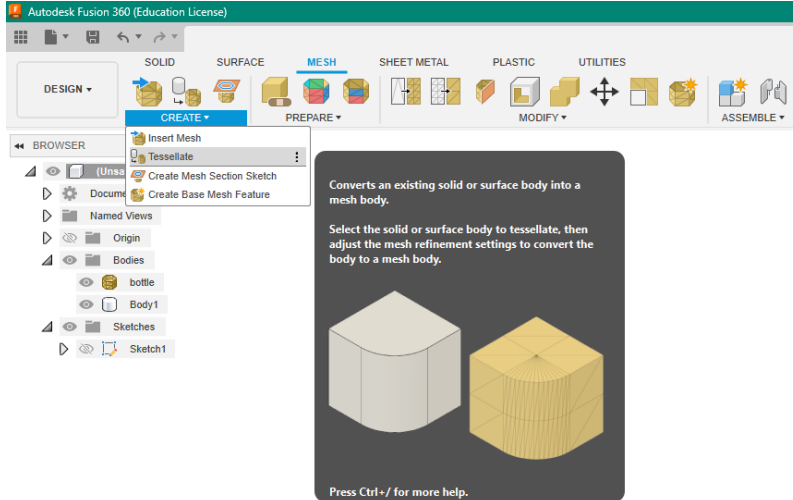 Autodesk Fusion 360 (Education License)
SOLID SURFACE MESH SHEET METAL PLASTIC UTILITIES
DESIGN ▾
CREATE ▾ PREPARE ▾ MODIFY ▾ ASSEMBLE ▾
BROWSER
Insert Mesh
Tessellate
Create Mesh Section Sketch
Create Base Mesh Feature
(Unsa
Docume
Named Views
Origin
Bodies
bottle
Body1
Sketches
Sketch1
Converts an existing solid or surface body into a
mesh body.
Select the solid or surface body to tessellate, then
adjust the mesh refinement settings to convert the
body to a mesh body.
Press Ctrl+/ for more help.